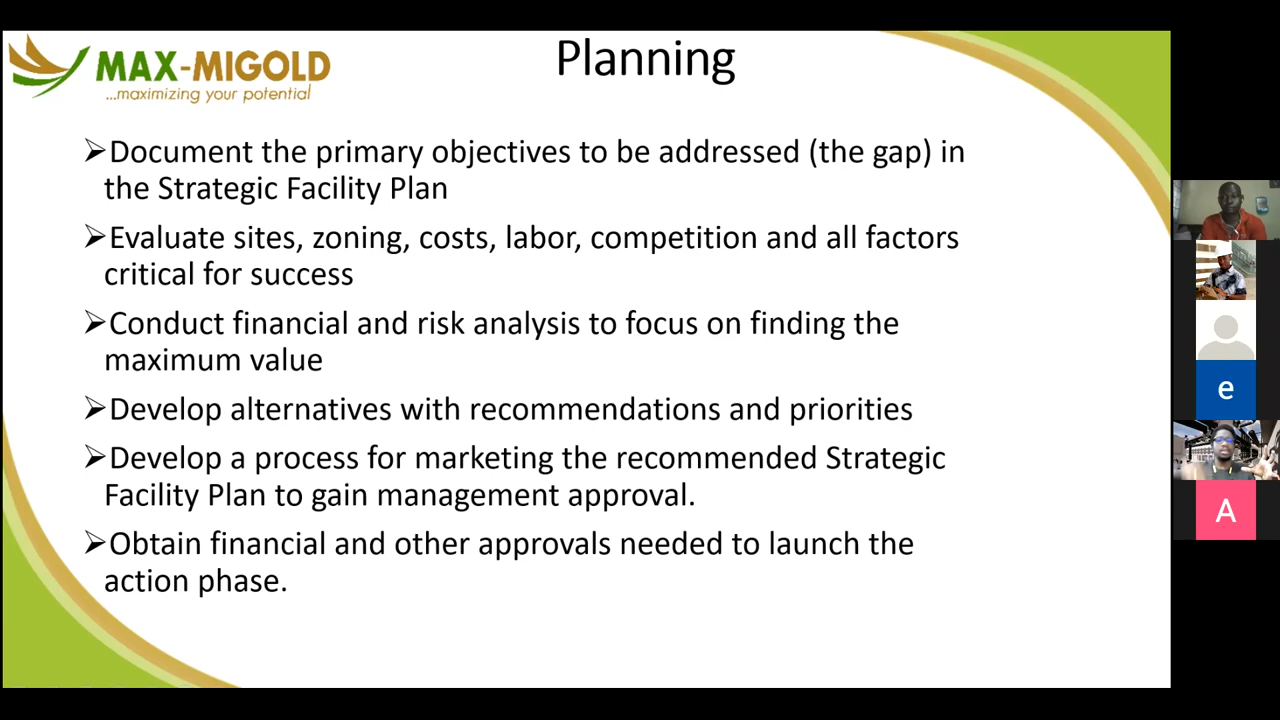 MAX-MIGOLD
...maximizing your potential
Planning
➢Document the primary objectives to be addressed (the gap) in
the Strategic Facility Plan
➢Evaluate sites, zoning, costs, labor, competition and all factors
critical for success
➢Conduct financial and risk analysis to focus on finding the
maximum value
➢Develop alternatives with recommendations and priorities
➢Develop a process for marketing the recommended Strategic
Facility Plan to gain management approval.
➢Obtain financial and other approvals needed to launch the
action phase.
e
A